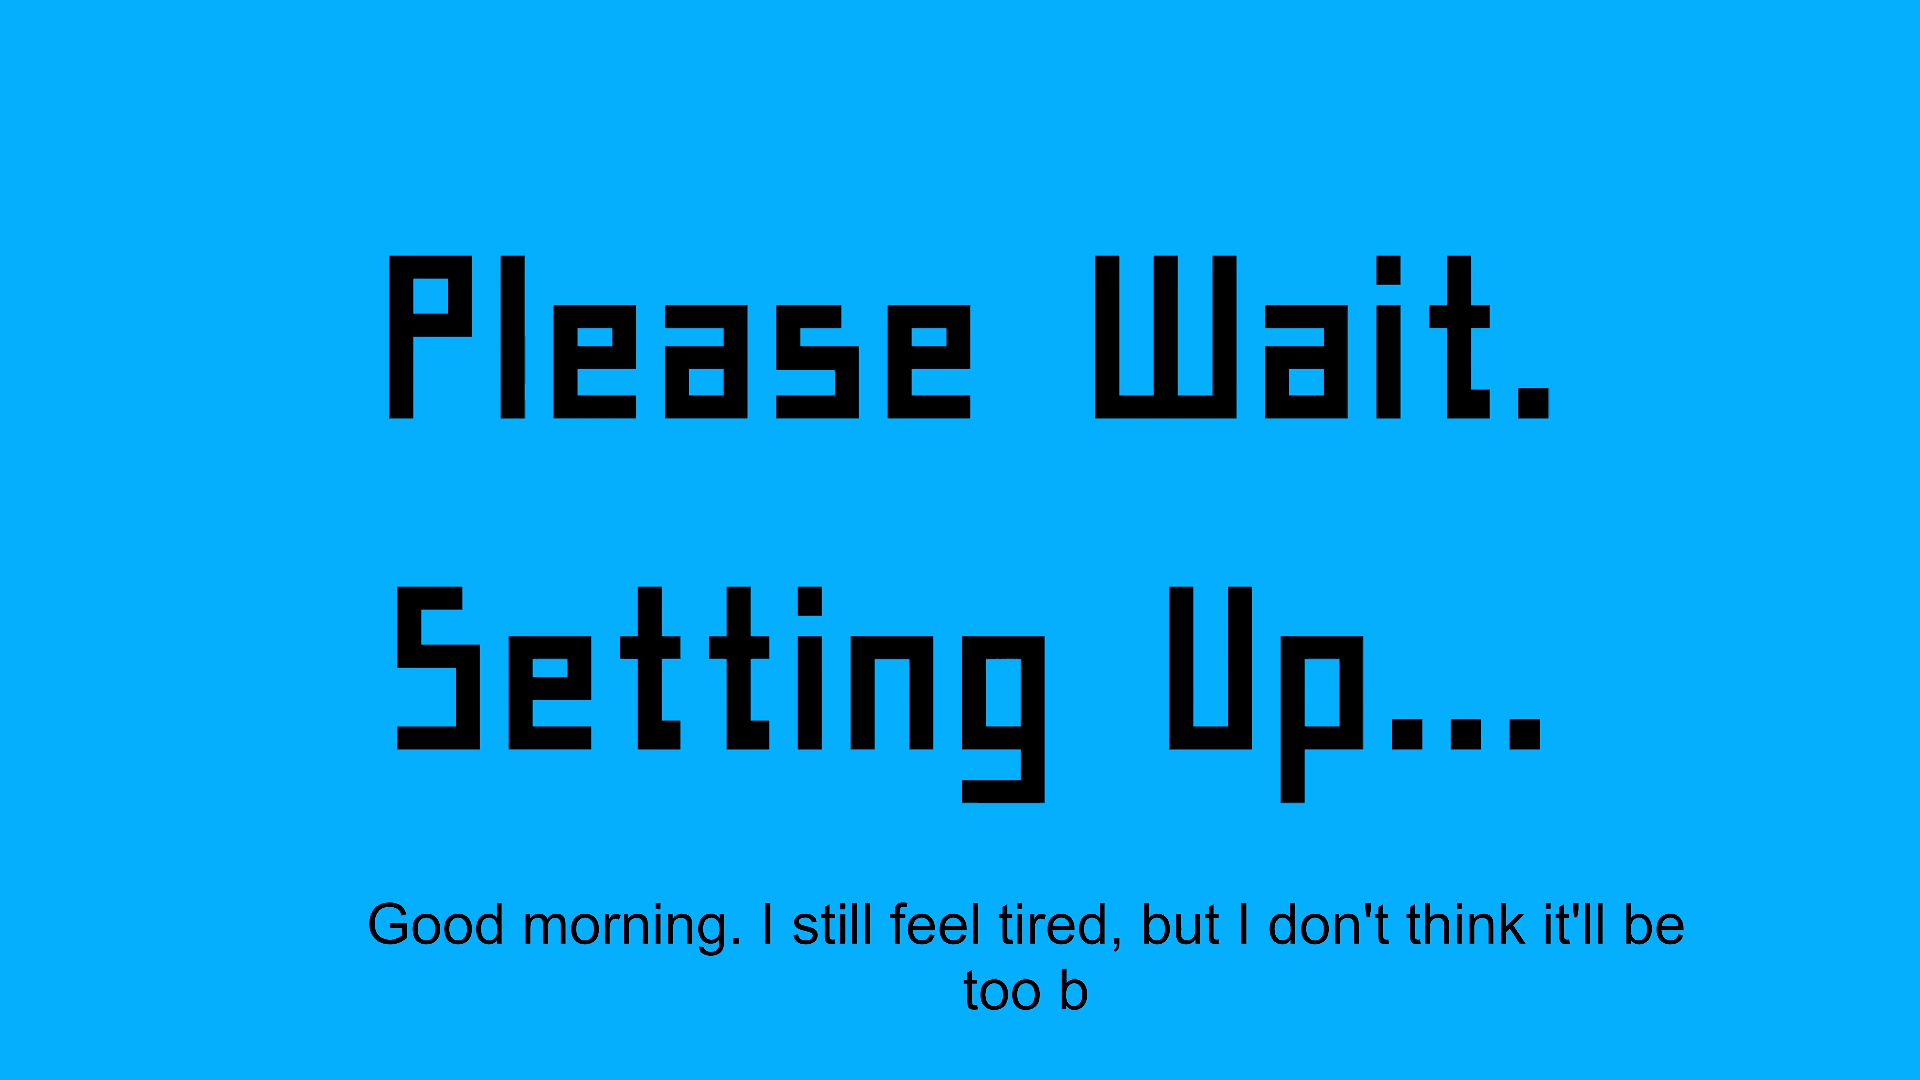 Please Wait.
Setting Up...
Good morning. I still feel tired, but I don't think it'll be
too b